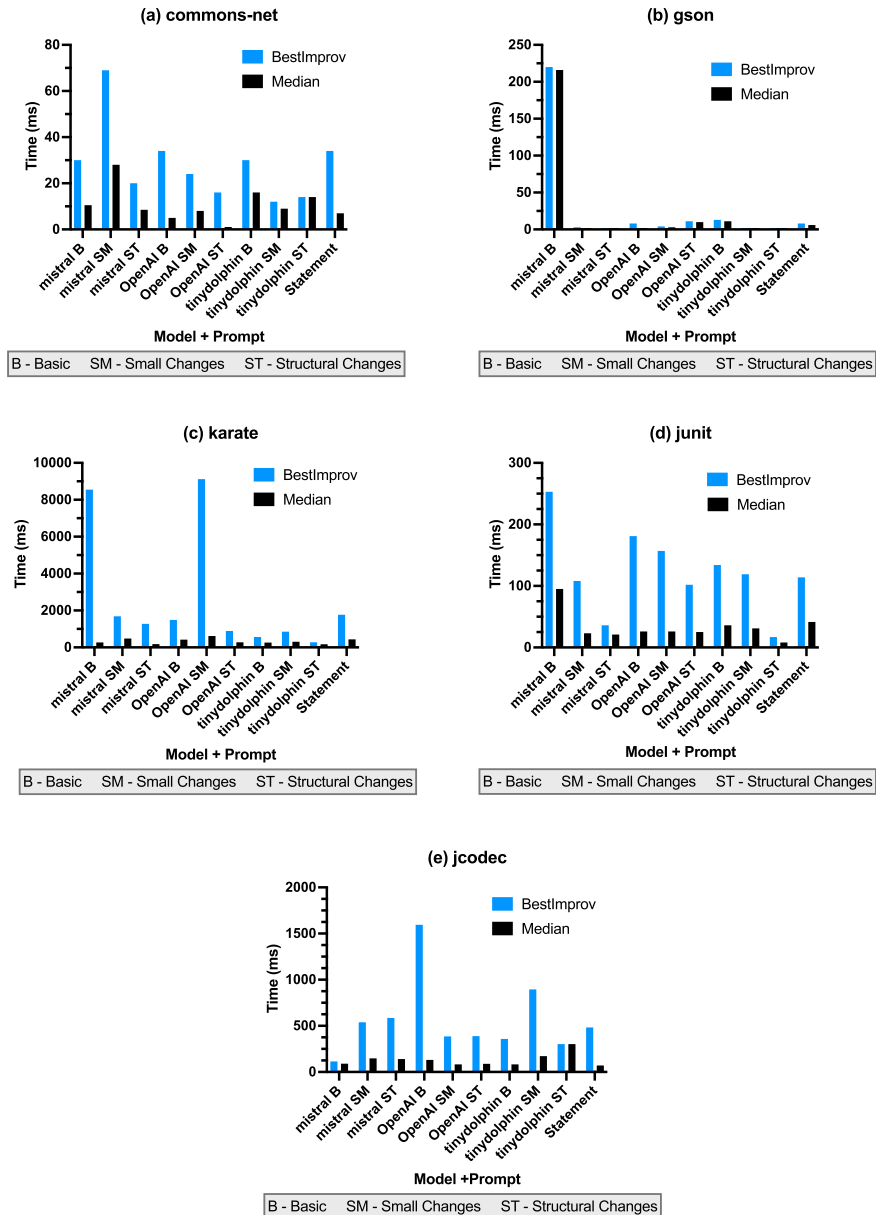 (a) commons-net
80
60
40
20
0
Time (ms)
BestImprov
Median
mistral B
mistral SM
mistral ST
OpenAI B
OpenAI SM
OpenAI ST
tinydolphin B
tinydolphin SM
tinydolphin ST
Statement
Model + Prompt
B - Basic SM - Small Changes ST - Structural Changes
(b) gson
250
200
150
100
50
0
Time (ms)
BestImprov
Median
mistral B
mistral SM
mistral ST
OpenAI B
OpenAI SM
OpenAI ST
tinydolphin B
tinydolphin SM
tinydolphin ST
Statement
Model + Prompt
B - Basic SM - Small Changes ST - Structural Changes
(c) karate
10000
8000
6000
4000
2000
0
Time (ms)
BestImprov
Median
mistral B
mistral SM
mistral ST
OpenAI B
OpenAI SM
OpenAI ST
tinydolphin B
tinydolphin SM
tinydolphin ST
Statement
Model + Prompt
B - Basic SM - Small Changes ST - Structural Changes
(d) junit
300
200
100
0
Time (ms)
BestImprov
Median
mistral B
mistral SM
mistral ST
OpenAI B
OpenAI SM
OpenAI ST
tinydolphin B
tinydolphin SM
tinydolphin ST
Statement
Model + Prompt
B - Basic SM - Small Changes ST - Structural Changes
(e) jcodec
2000
1500
1000
500
0
Time (ms)
BestImprov
Median
mistral B
mistral SM
mistral ST
OpenAI B
OpenAI SM
OpenAI ST
tinydolphin B
tinydolphin SM
tinydolphin ST
Statement
Model +Prompt
B - Basic SM - Small Changes ST - Structural Changes